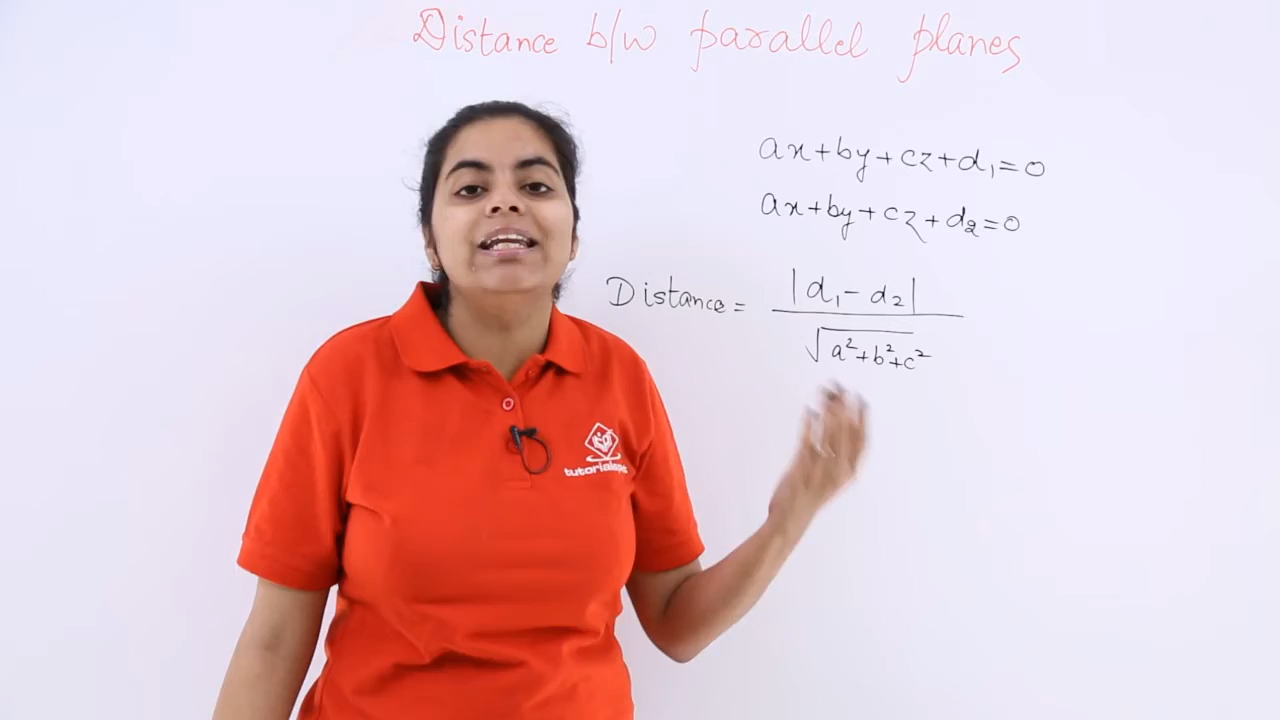 Distance b/w parallel planes
ax+by+cz+d₁=0
ax+by+cz+d₂=0
Distance = |d₁-d₂|
√a²+b²+c²